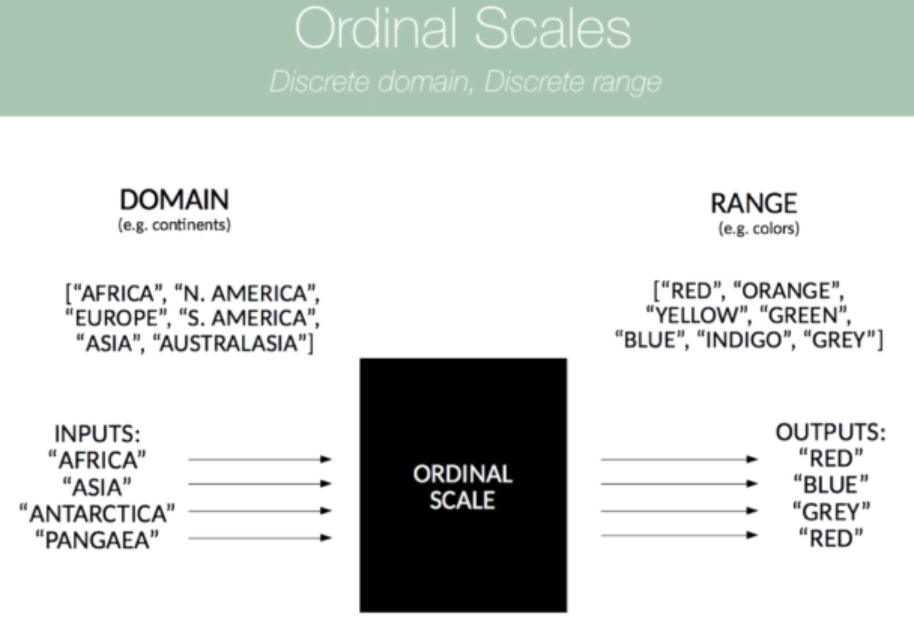 Ordinal Scales
Discrete domain, Discrete range
DOMAIN
(e.g. continents)
[“AFRICA”, “N. AMERICA”,
“EUROPE”, “S. AMERICA”,
“ASIA”, “AUSTRALASIA”]
RANGE
(e.g. colors)
[“RED”, “ORANGE”,
“YELLOW”, “GREEN”,
“BLUE”, “INDIGO”, “GREY”]
INPUTS:
“AFRICA”
“ASIA”
“ANTARCTICA”
“PANGAEA”
ORDINAL
SCALE
OUTPUTS:
“RED”
“BLUE”
“GREY”
“RED”